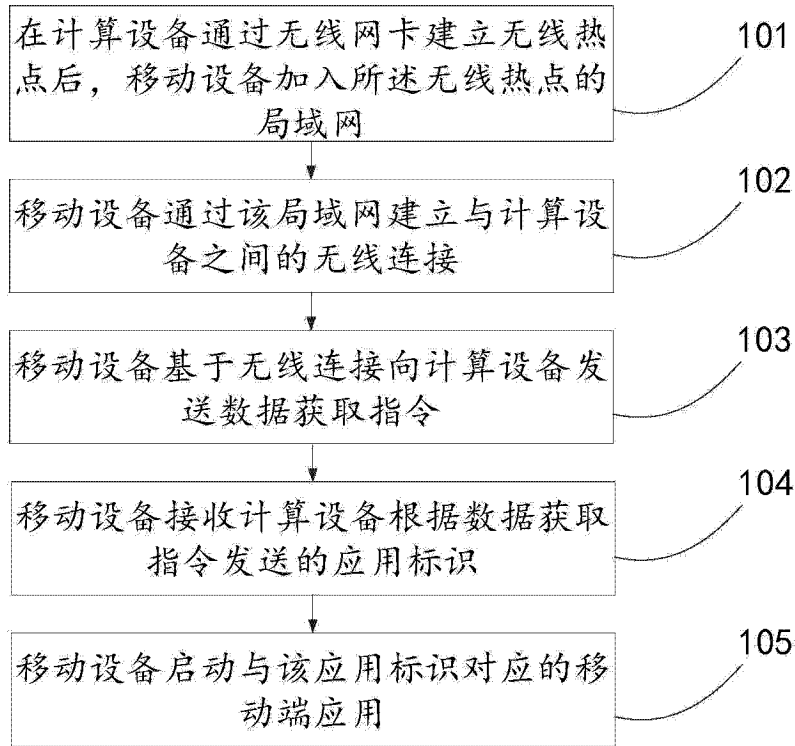 在计算设备通过无线网卡建立无线热
点后，移动设备加入所述无线热点的
局域网
101
移动设备通过该局域网建立与计算设
备之间的无线连接
102
移动设备基于无线连接向计算设备发
送数据获取指令
103
移动设备接收计算设备根据数据获取
指令发送的应用标识
104
移动设备启动与该应用标识对应的移
动端应用
105